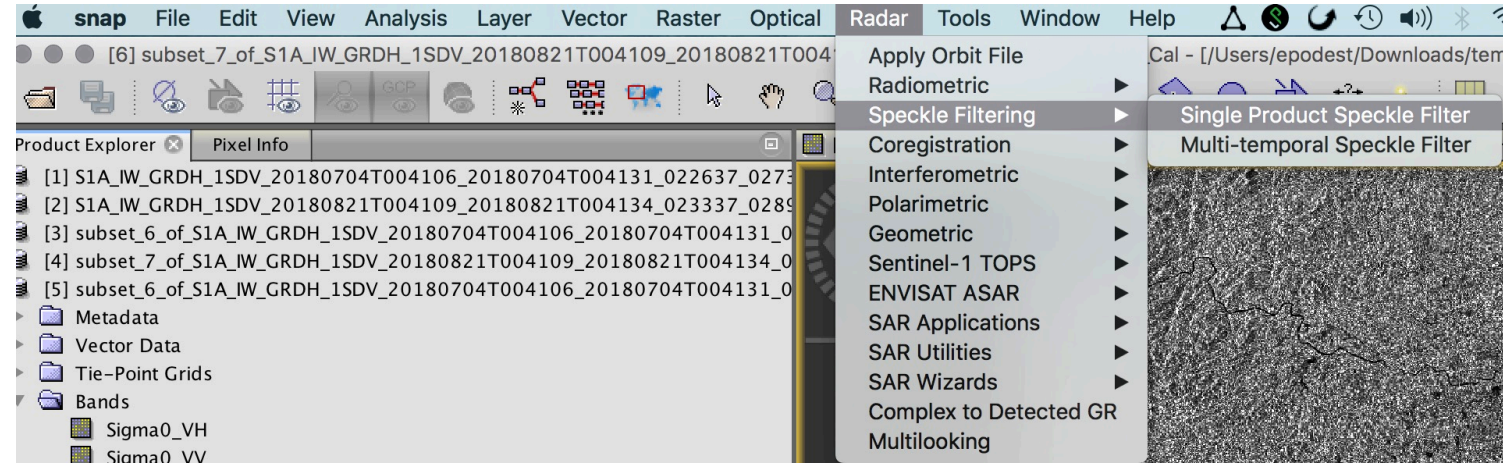 snap File Edit View Analysis Layer Vector Raster Optical Radar Tools Window Help
[6] subset_7_of_S1A_IW_GRDH_1SDV_20180821T004109_20180821T004
_Cal - [/Users/epodest/Downloads/tem
GCP
Product Explorer Pixel Info
[1] S1A_IW_GRDH_1SDV_20180704T004106_20180704T004131_022637_0273
[2] S1A_IW_GRDH_1SDV_20180821T004109_20180821T004134_023337_0289
[3] subset_6_of_S1A_IW_GRDH_1SDV_20180704T004106_20180704T004131_0
[4] subset_7_of_S1A_IW_GRDH_1SDV_20180821T004109_20180821T004134_0
[5] subset_6_of_S1A_IW_GRDH_1SDV_20180704T004106_20180704T004131_0
Metadata
Vector Data
Tie-Point Grids
Bands
Sigma0_VH
Sigma0_VV
Apply Orbit File
Radiometric
Speckle Filtering
Coregistration
Interferometric
Polarimetric
Geometric
Sentinel-1 TOPS
ENVISAT ASAR
SAR Applications
SAR Utilities
SAR Wizards
Complex to Detected GR
Multilooking
Single Product Speckle Filter
Multi-temporal Speckle Filter